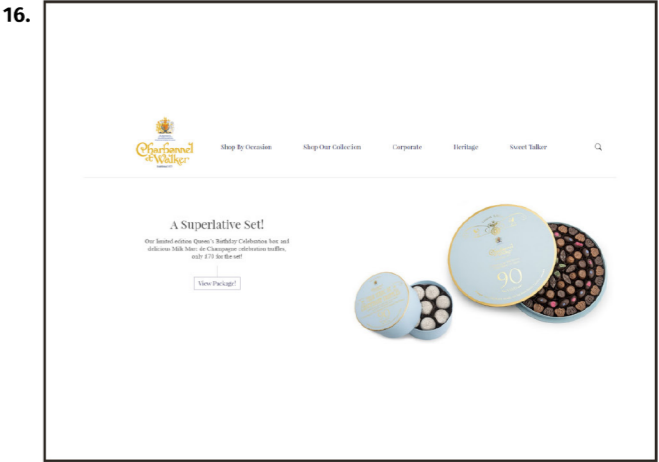 16.
Charbonnel
et Walker
Shop By Occasion Shop Our Collection Corporate Heritage Sweet Talker
A Superlative Set!
Our limited edition Queen's Birthday Celebration box and
delicious Milk Marc de Champagne celebration truffles,
only £78 for the set!
View Package!
90